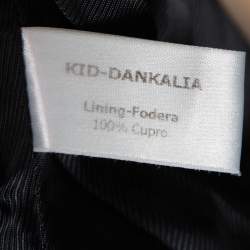 KID-DANKALIA
Lining-Fodera
100% Cupro